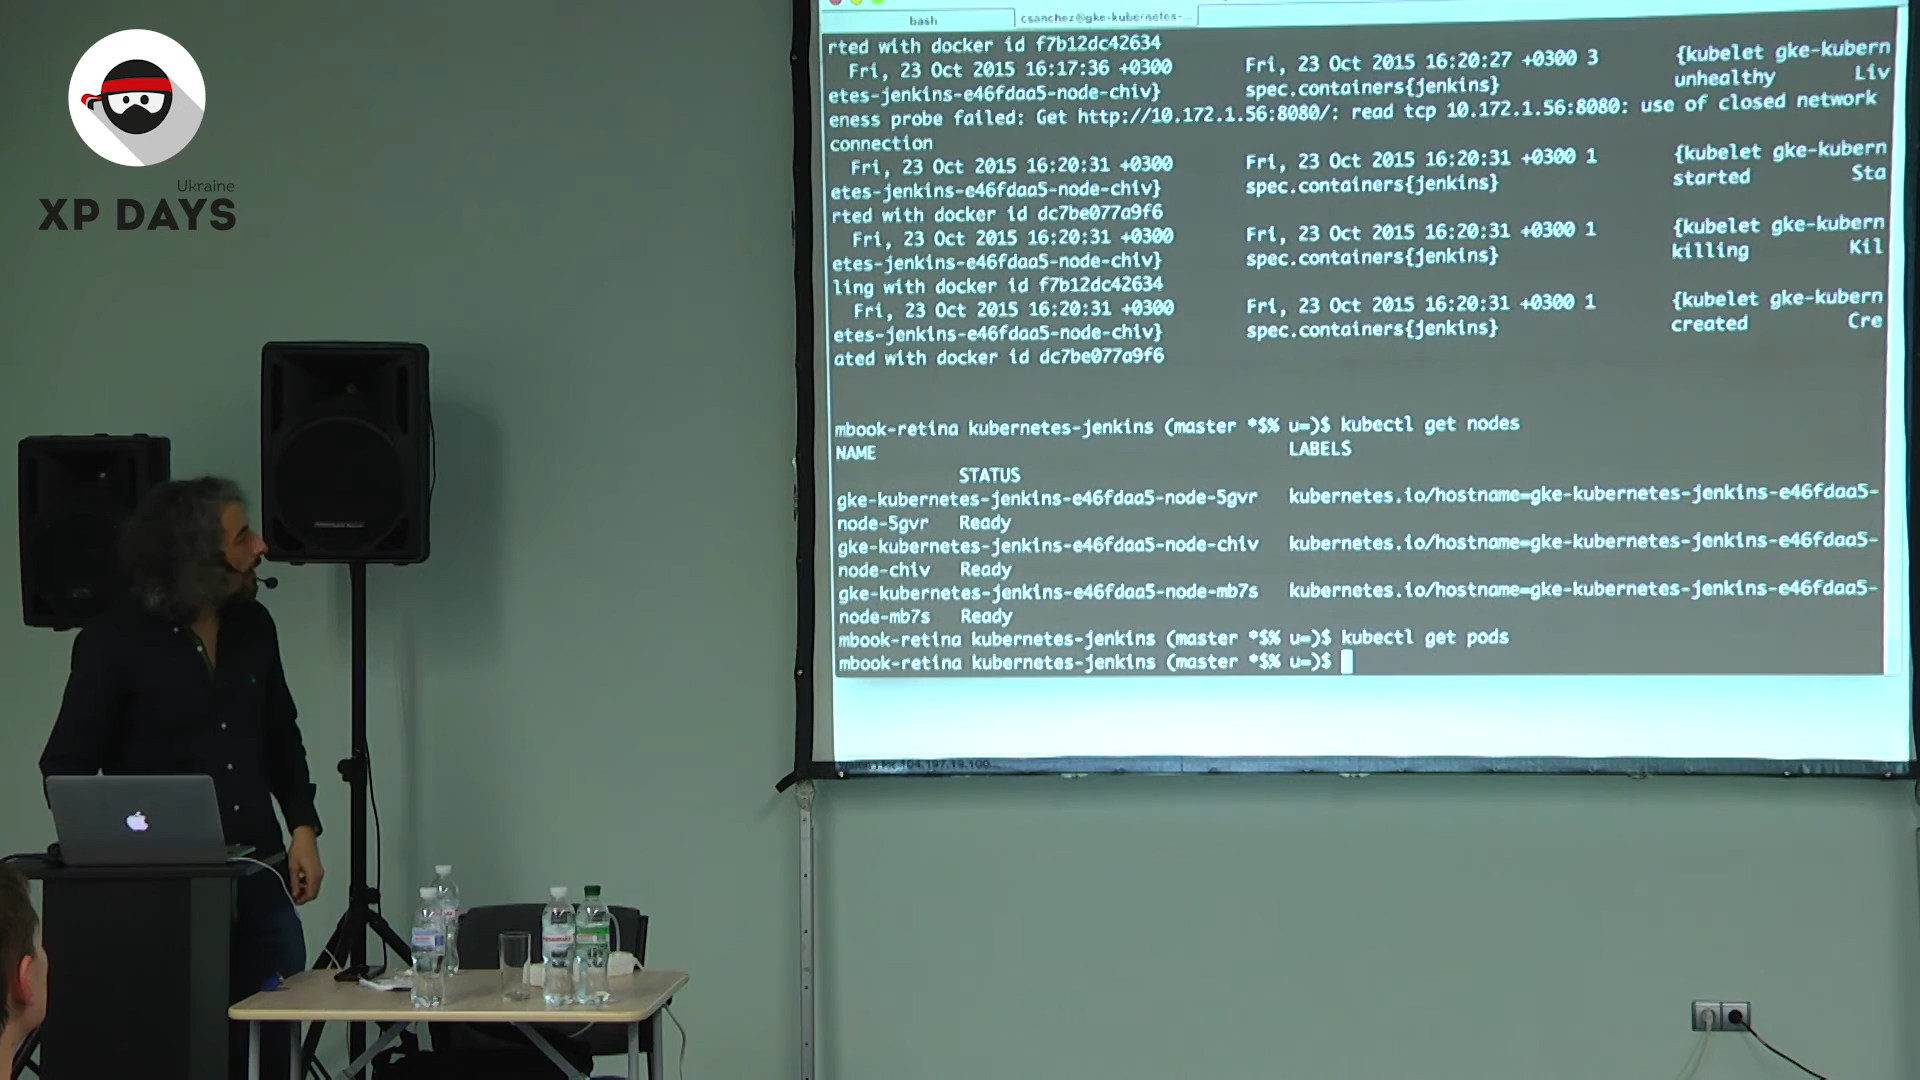 Ukraine
XP DAYS
bash
csanchez@gke-kubernetes-...
rted with docker id f7b12dc42634
Fri, 23 Oct 2015 16:17:36 +0300 Fri, 23 Oct 2015 16:20:27 +0300 3 {kubelet gke-kubern
etes-jenkins-e46fdaa5-node-chiv} spec.containers{jenkins} unhealthy Liv
eness probe failed: Get http://10.172.1.56:8080/: read tcp 10.172.1.56:8080: use of closed network
connection
Fri, 23 Oct 2015 16:20:31 +0300 Fri, 23 Oct 2015 16:20:31 +0300 1 {kubelet gke-kubern
etes-jenkins-e46fdaa5-node-chiv} spec.containers{jenkins} started Sta
rted with docker id dc7be077a9f6
Fri, 23 Oct 2015 16:20:31 +0300 Fri, 23 Oct 2015 16:20:31 +0300 1 {kubelet gke-kubern
etes-jenkins-e46fdaa5-node-chiv} spec.containers{jenkins} killing Kil
ling with docker id f7b12dc42634
Fri, 23 Oct 2015 16:20:31 +0300 Fri, 23 Oct 2015 16:20:31 +0300 1 {kubelet gke-kubern
etes-jenkins-e46fdaa5-node-chiv} spec.containers{jenkins} created Cre
ated with docker id dc7be077a9f6
mbook-retina kubernetes-jenkins (master *$% u=)$ kubectl get nodes
NAME LABELS
STATUS
gke-kubernetes-jenkins-e46fdaa5-node-5gvr kubernetes.io/hostname=gke-kubernetes-jenkins-e46fdaa5-
node-5gvr Ready
gke-kubernetes-jenkins-e46fdaa5-node-chiv kubernetes.io/hostname=gke-kubernetes-jenkins-e46fdaa5-
node-chiv Ready
gke-kubernetes-jenkins-e46fdaa5-node-mb7s kubernetes.io/hostname=gke-kubernetes-jenkins-e46fdaa5-
node-mb7s Ready
mbook-retina kubernetes-jenkins (master *$% u=)$ kubectl get pods
mbook-retina kubernetes-jenkins (master *$% u=)$